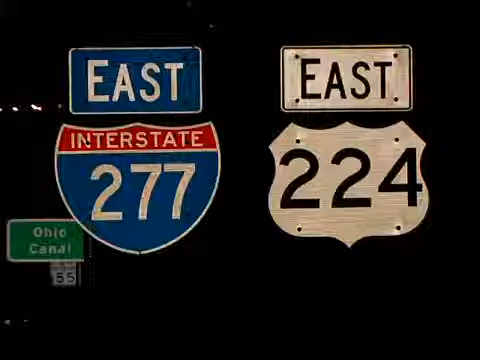 EAST
INTERSTATE
277
EAST
224
Ohio
Canal
55